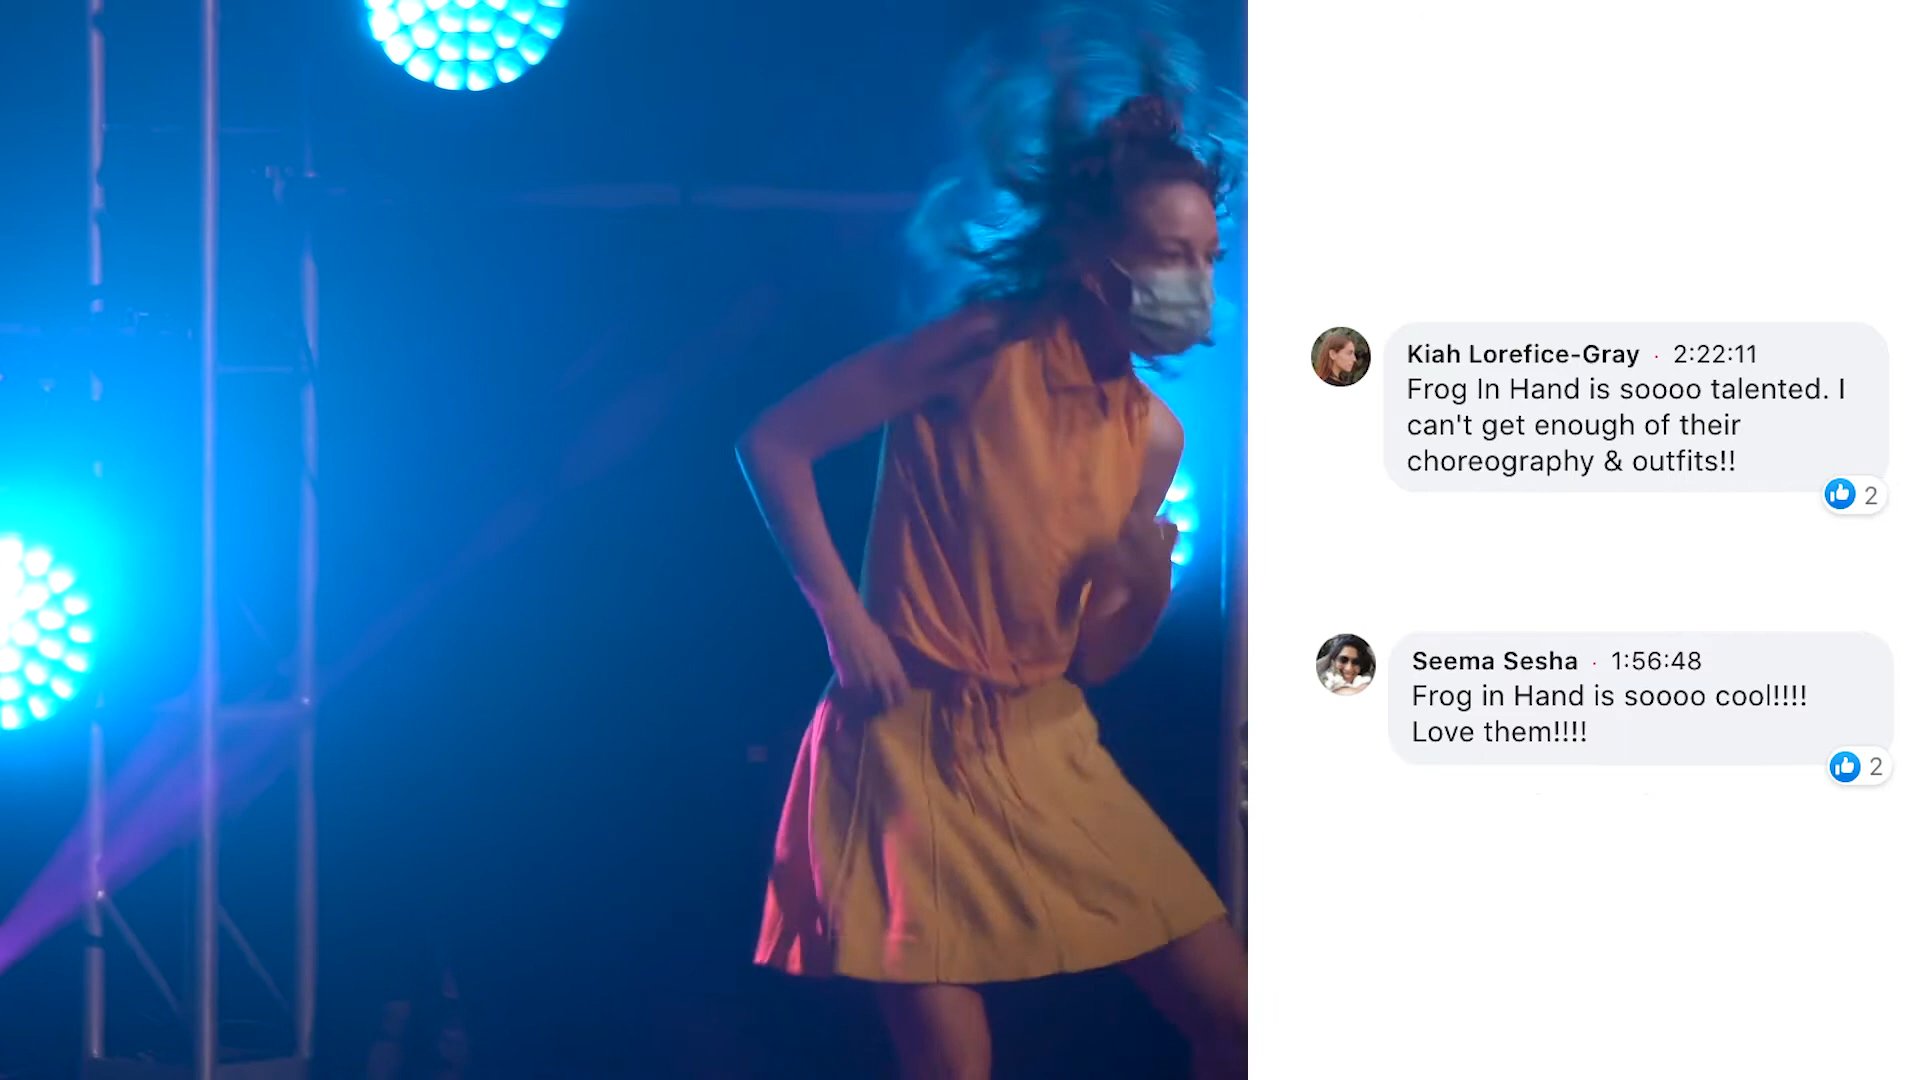 Kiah Lorefice-Gray · 2:22:11
Frog In Hand is soooo talented. I
can't get enough of their
choreography & outfits!!
2
Seema Sesha · 1:56:48
Frog in Hand is soooo cool!!!!
Love them!!!!
2